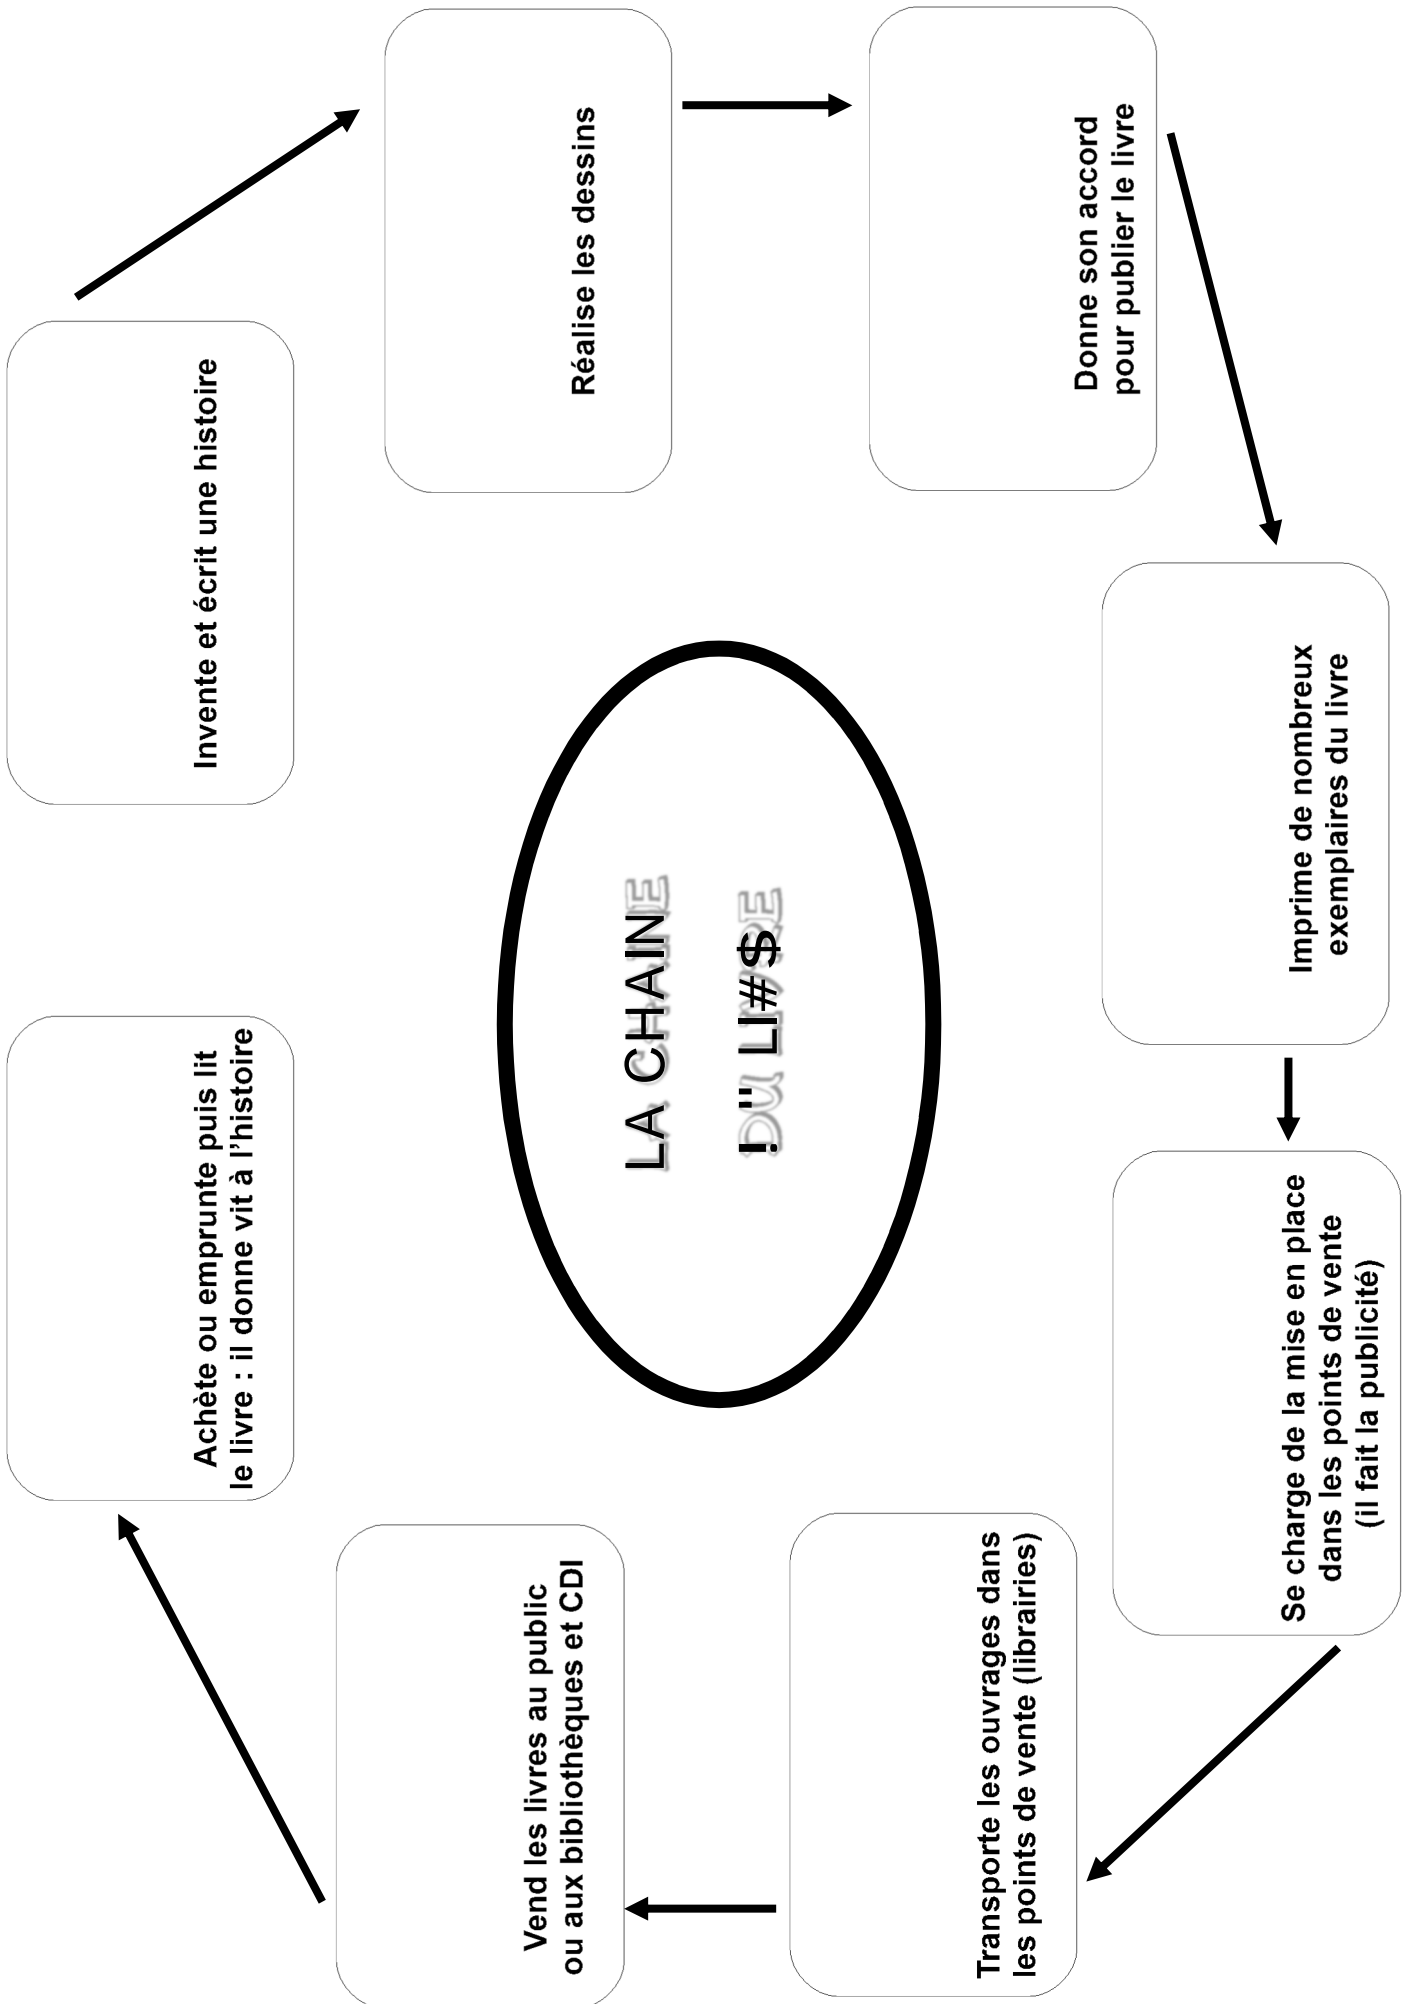 LA CHAINE
DU LIVRE
Invente et écrit une histoire
Réalise les dessins
Donne son accord
pour publier le livre
Imprime de nombreux
exemplaires du livre
Se charge de la mise en place
dans les points de vente
(il fait la publicité)
Transporte les ouvrages dans
les points de vente (librairies)
Vend les livres au public
ou aux bibliothèques et CDI
Achète ou emprunte puis lit
le livre : il donne vit à l’histoire